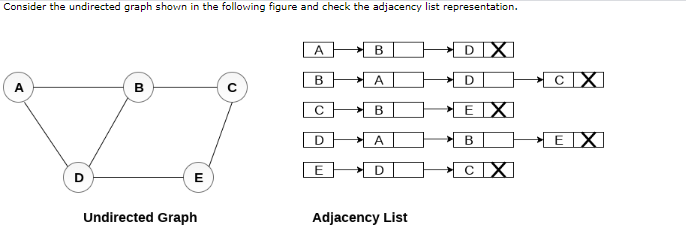 Consider the undirected graph shown in the following figure and check the adjacency list representation.
A B D X
B A D C X
C B E X
D A B E X
E D C X
A B C
D E
Undirected Graph Adjacency List